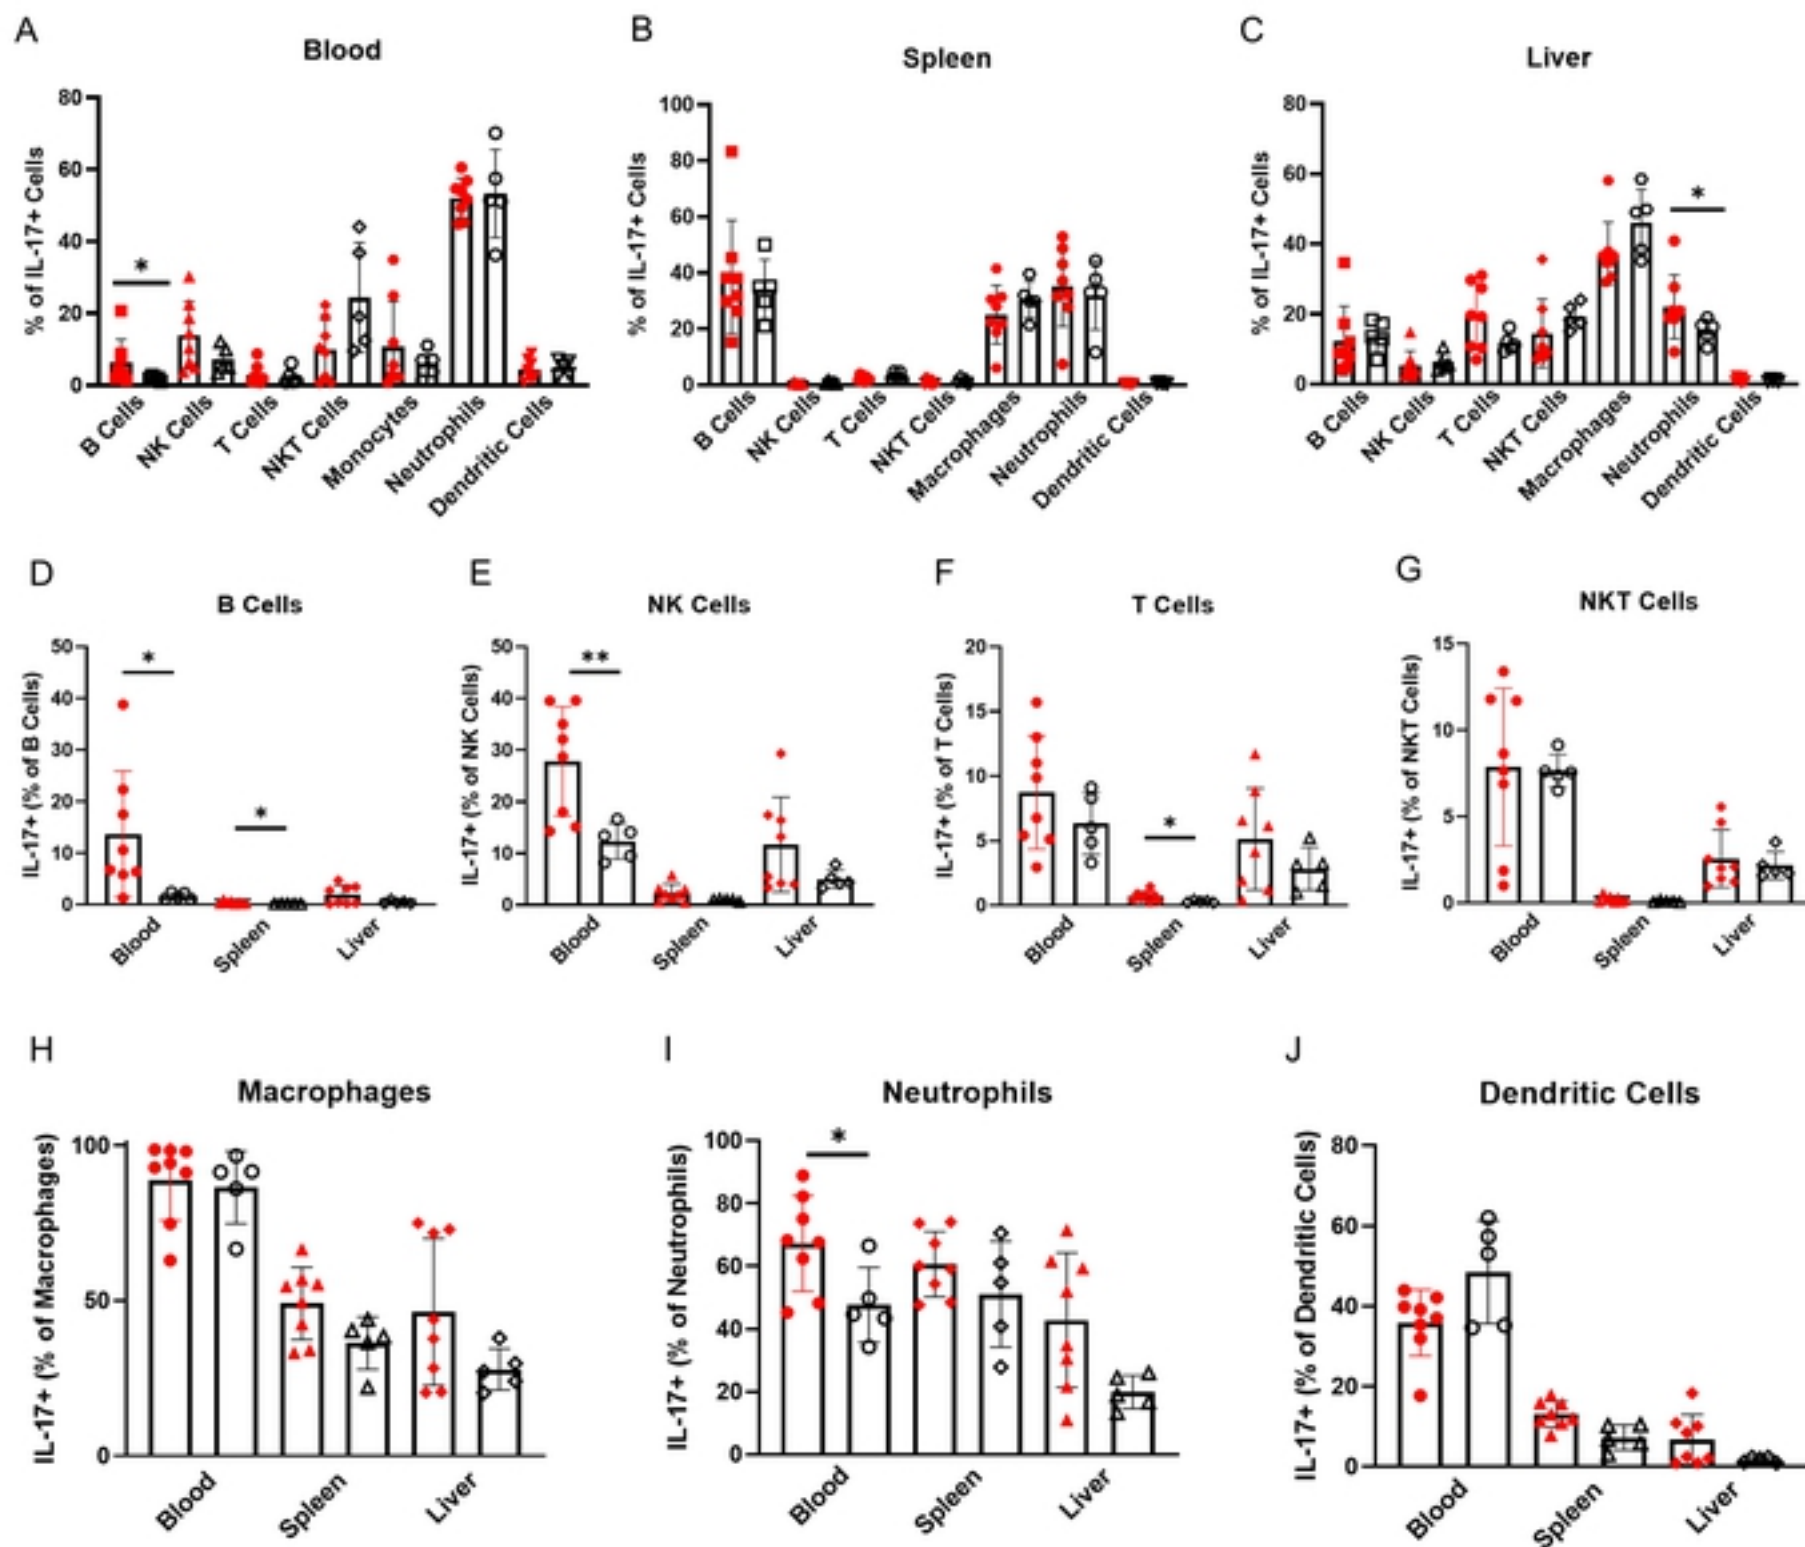 A
Blood
% of IL-17+ Cells
80
60
40
20
0
*
B Cells
NK Cells
T Cells
NKT Cells
Monocytes
Neutrophils
Dendritic Cells
B
Spleen
% of IL-17+ Cells
100
80
60
40
20
0
B Cells
NK Cells
T Cells
NKT Cells
Macrophages
Neutrophils
Dendritic Cells
C
Liver
% of IL-17+ Cells
80
60
40
20
0
*
B Cells
NK Cells
T Cells
NKT Cells
Macrophages
Neutrophils
Dendritic Cells
D
B Cells
IL-17+ (% of B Cells)
50
40
30
20
10
0
*
*
Blood
Spleen
Liver
E
NK Cells
IL-17+ (% of NK Cells)
50
40
30
20
10
0
**
Blood
Spleen
Liver
F
T Cells
IL-17+ (% of T Cells)
20
15
10
5
0
*
Blood
Spleen
Liver
G
NKT Cells
IL-17+ (% of NKT Cells)
15
10
5
0
Blood
Spleen
Liver
H
Macrophages
IL-17+ (% of Macrophages)
100
50
0
Blood
Spleen
Liver
I
Neutrophils
IL-17+ (% of Neutrophils)
100
80
60
40
20
0
*
Blood
Spleen
Liver
J
Dendritic Cells
IL-17+ (% of Dendritic Cells)
80
60
40
20
0
Blood
Spleen
Liver